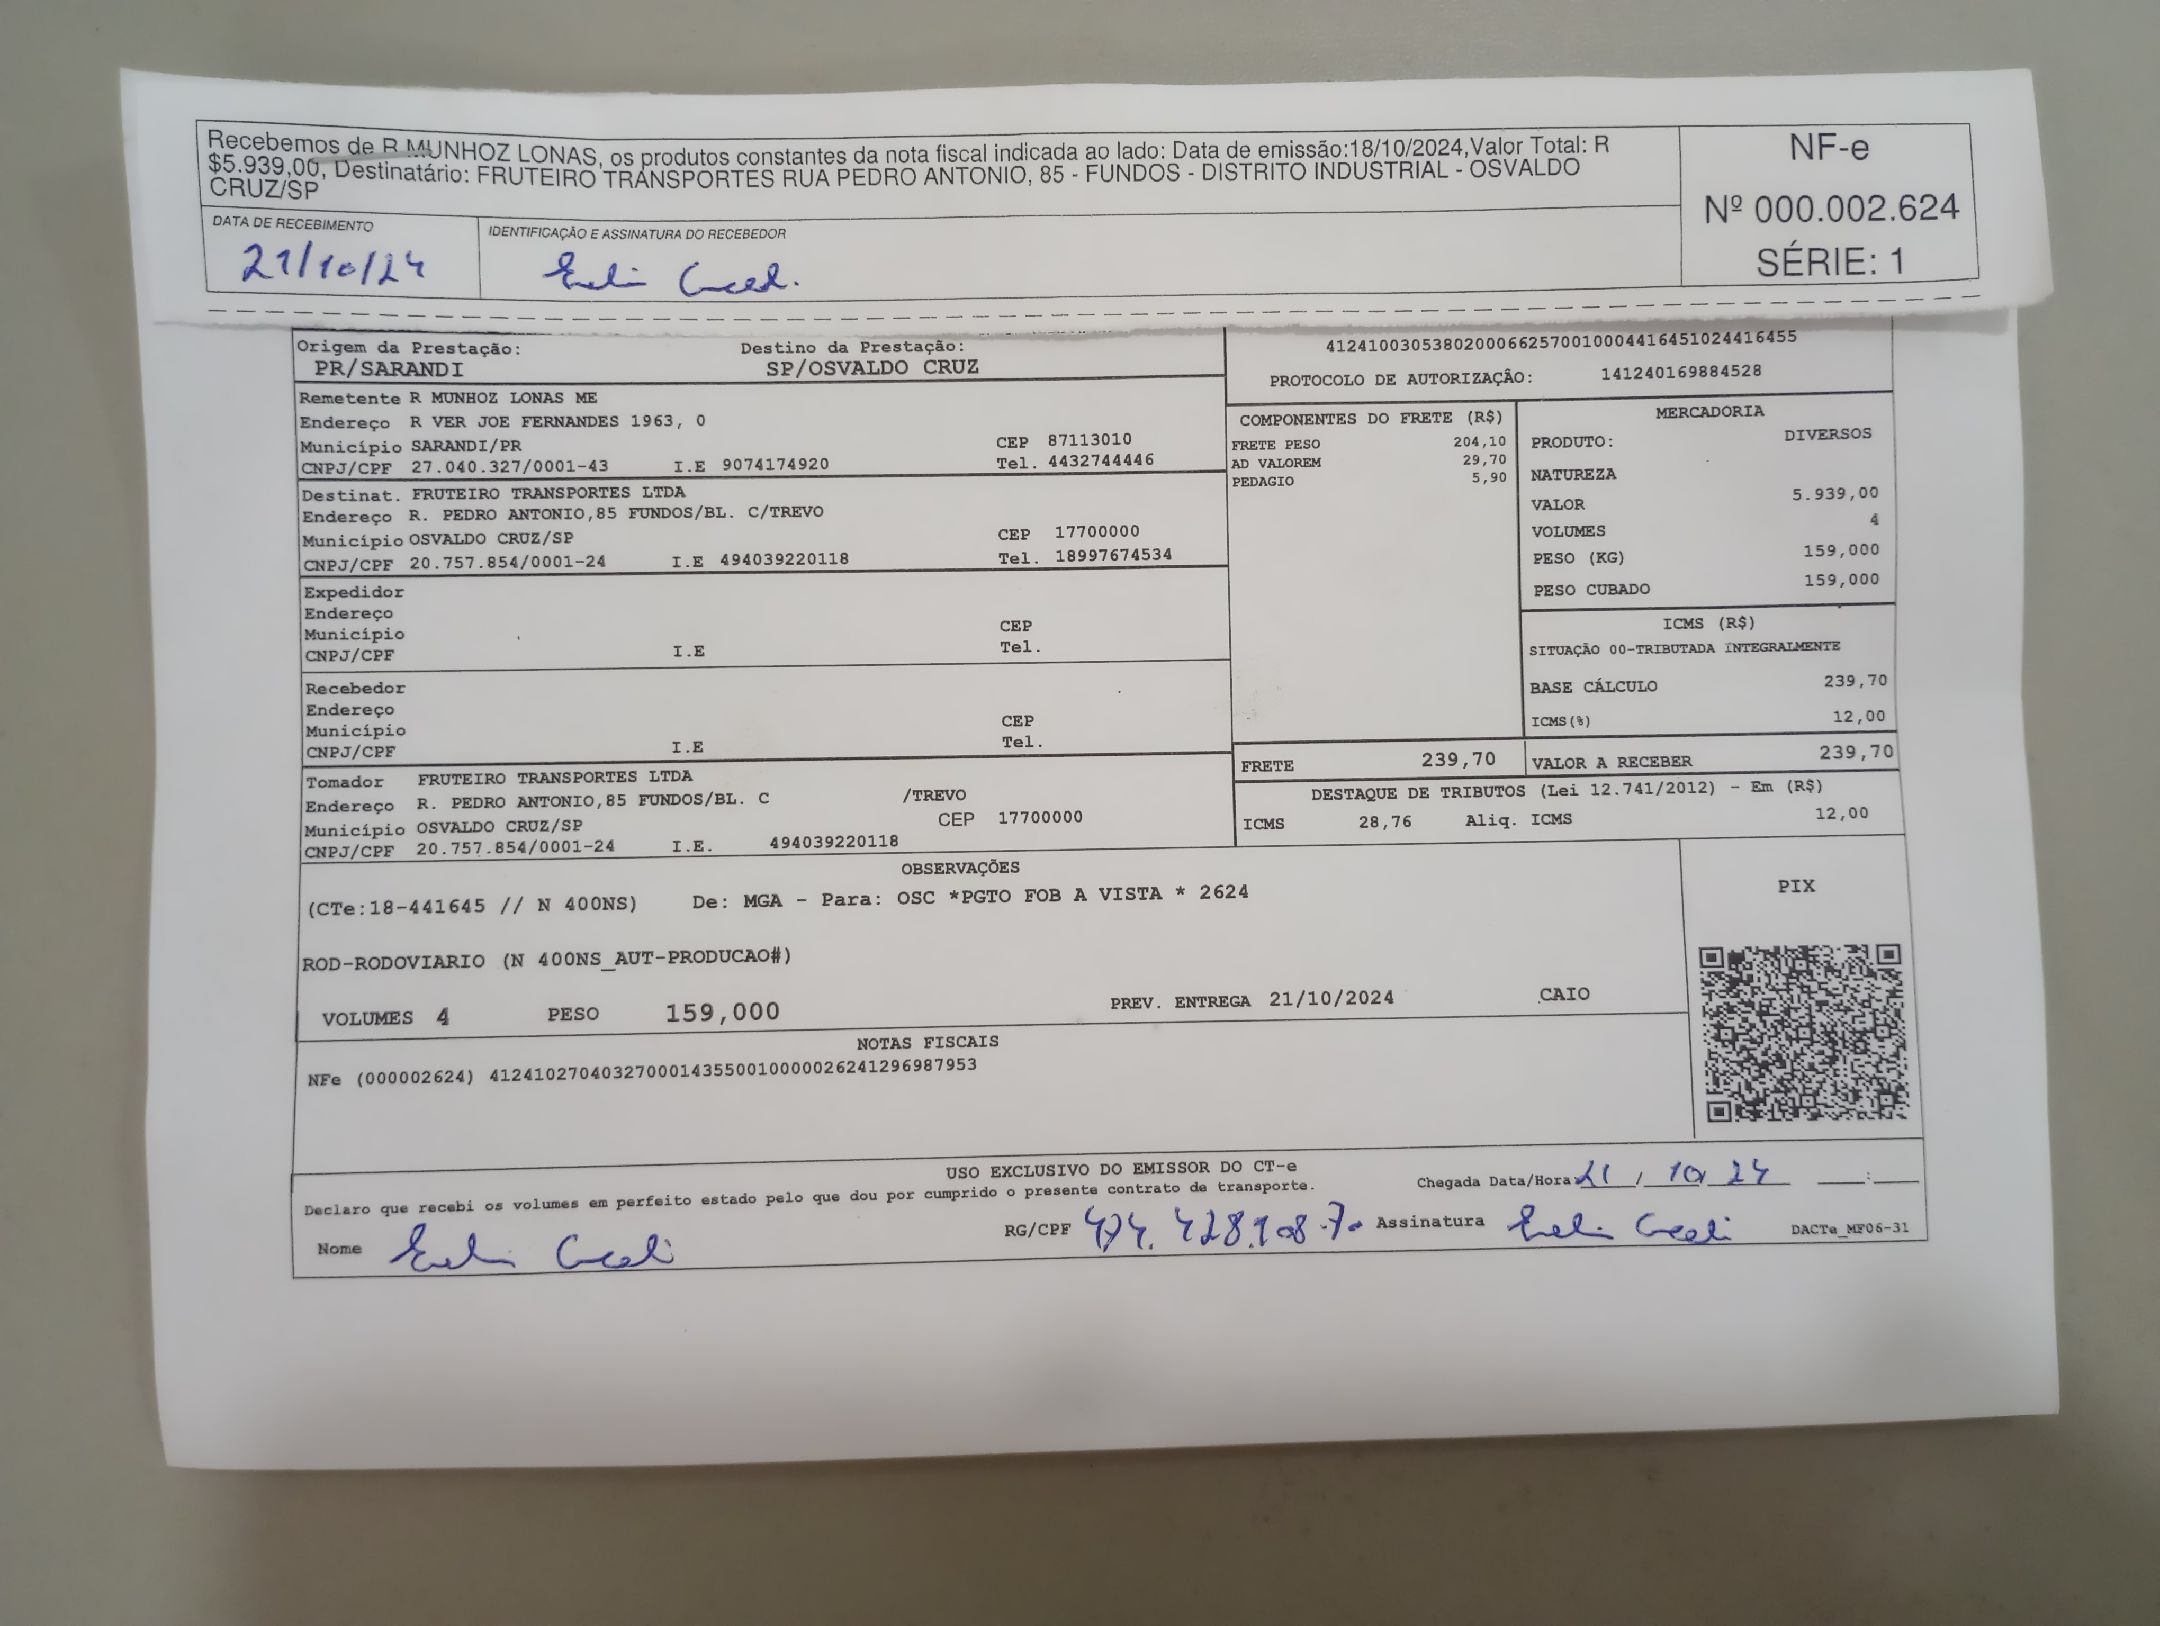 Recebemos de R MUNHOZ LONAS, os produtos constantes da nota fiscal indicada ao lado: Data de emissão:18/10/2024,Valor Total: R
$5.939,00, Destinatário: FRUTEIRO TRANSPORTES RUA PEDRO ANTONIO, 85 - FUNDOS - DISTRITO INDUSTRIAL - OSVALDO
CRUZ/SP
NF-e
Nº 000.002.624
SÉRIE: 1
DATA DE RECEBIMENTO
21/10/24
IDENTIFICAÇÃO E ASSINATURA DO RECEBEDOR
Origem da Prestação:
PR/SARANDI
Destino da Prestação:
SP/OSVALDO CRUZ
41241003053802000662570010004416451024416455
PROTOCOLO DE AUTORIZAÇÃO: 141240169884528
Remetente R MUNHOZ LONAS ME
Endereço R VER JOE FERNANDES 1963, 0
Município SARANDI/PR CEP 87113010
CNPJ/CPF 27.040.327/0001-43 I.E 9074174920 Tel. 4432744446
Destinat. FRUTEIRO TRANSPORTES LTDA
Endereço R. PEDRO ANTONIO,85 FUNDOS/BL. C/TREVO
Município OSVALDO CRUZ/SP CEP 17700000
CNPJ/CPF 20.757.854/0001-24 I.E 494039220118 Tel. 18997674534
Expedidor
Endereço
Município CEP
CNPJ/CPF I.E Tel.
Recebedor
Endereço
Município CEP
CNPJ/CPF I.E Tel.
Tomador FRUTEIRO TRANSPORTES LTDA
Endereço R. PEDRO ANTONIO,85 FUNDOS/BL. C /TREVO
Município OSVALDO CRUZ/SP CEP 17700000
CNPJ/CPF 20.757.854/0001-24 I.E. 494039220118
COMPONENTES DO FRETE (R$)
FRETE PESO 204,10
AD VALOREM 29,70
PEDAGIO 5,90
MERCADORIA
PRODUTO: DIVERSOS
NATUREZA
VALOR 5.939,00
VOLUMES 4
PESO (KG) 159,000
PESO CUBADO 159,000
ICMS (R$)
SITUAÇÃO 00-TRIBUTADA INTEGRALMENTE
BASE CÁLCULO 239,70
ICMS(%) 12,00
FRETE 239,70
VALOR A RECEBER 239,70
DESTAQUE DE TRIBUTOS (Lei 12.741/2012) - Em (R$)
ICMS 28,76 Aliq. ICMS 12,00
OBSERVAÇÕES
(CTe:18-441645 // N 400NS) De: MGA - Para: OSC *PGTO FOB A VISTA * 2624
ROD-RODOVIARIO (N 400NS_AUT-PRODUCAO#)
VOLUMES 4 PESO 159,000 PREV. ENTREGA 21/10/2024 CAIO
PIX
NOTAS FISCAIS
NFe (000002624) 41241027040327000143550010000026241296987953
USO EXCLUSIVO DO EMISSOR DO CT-e
Declaro que recebi os volumes em perfeito estado pelo que dou por cumprido o presente contrato de transporte.
Chegada Data/Hora 21/10/24 :
Nome
RG/CPF
Assinatura
DACTe_MF06-31